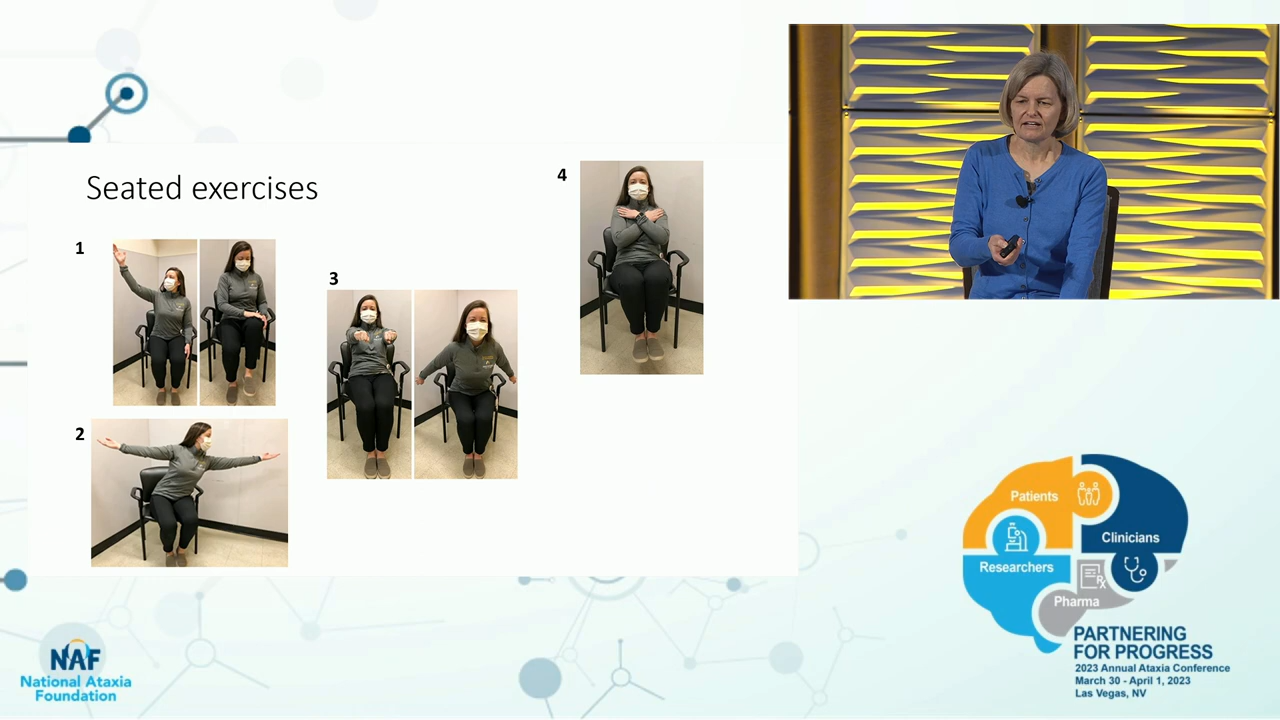 Seated exercises
1
2
3
4
Patients
Clinicians
Researchers
Pharma
Rx
PARTNERING
FOR PROGRESS
2023 Annual Ataxia Conference
March 30 - April 1, 2023
Las Vegas, NV
NAF
National Ataxia
Foundation